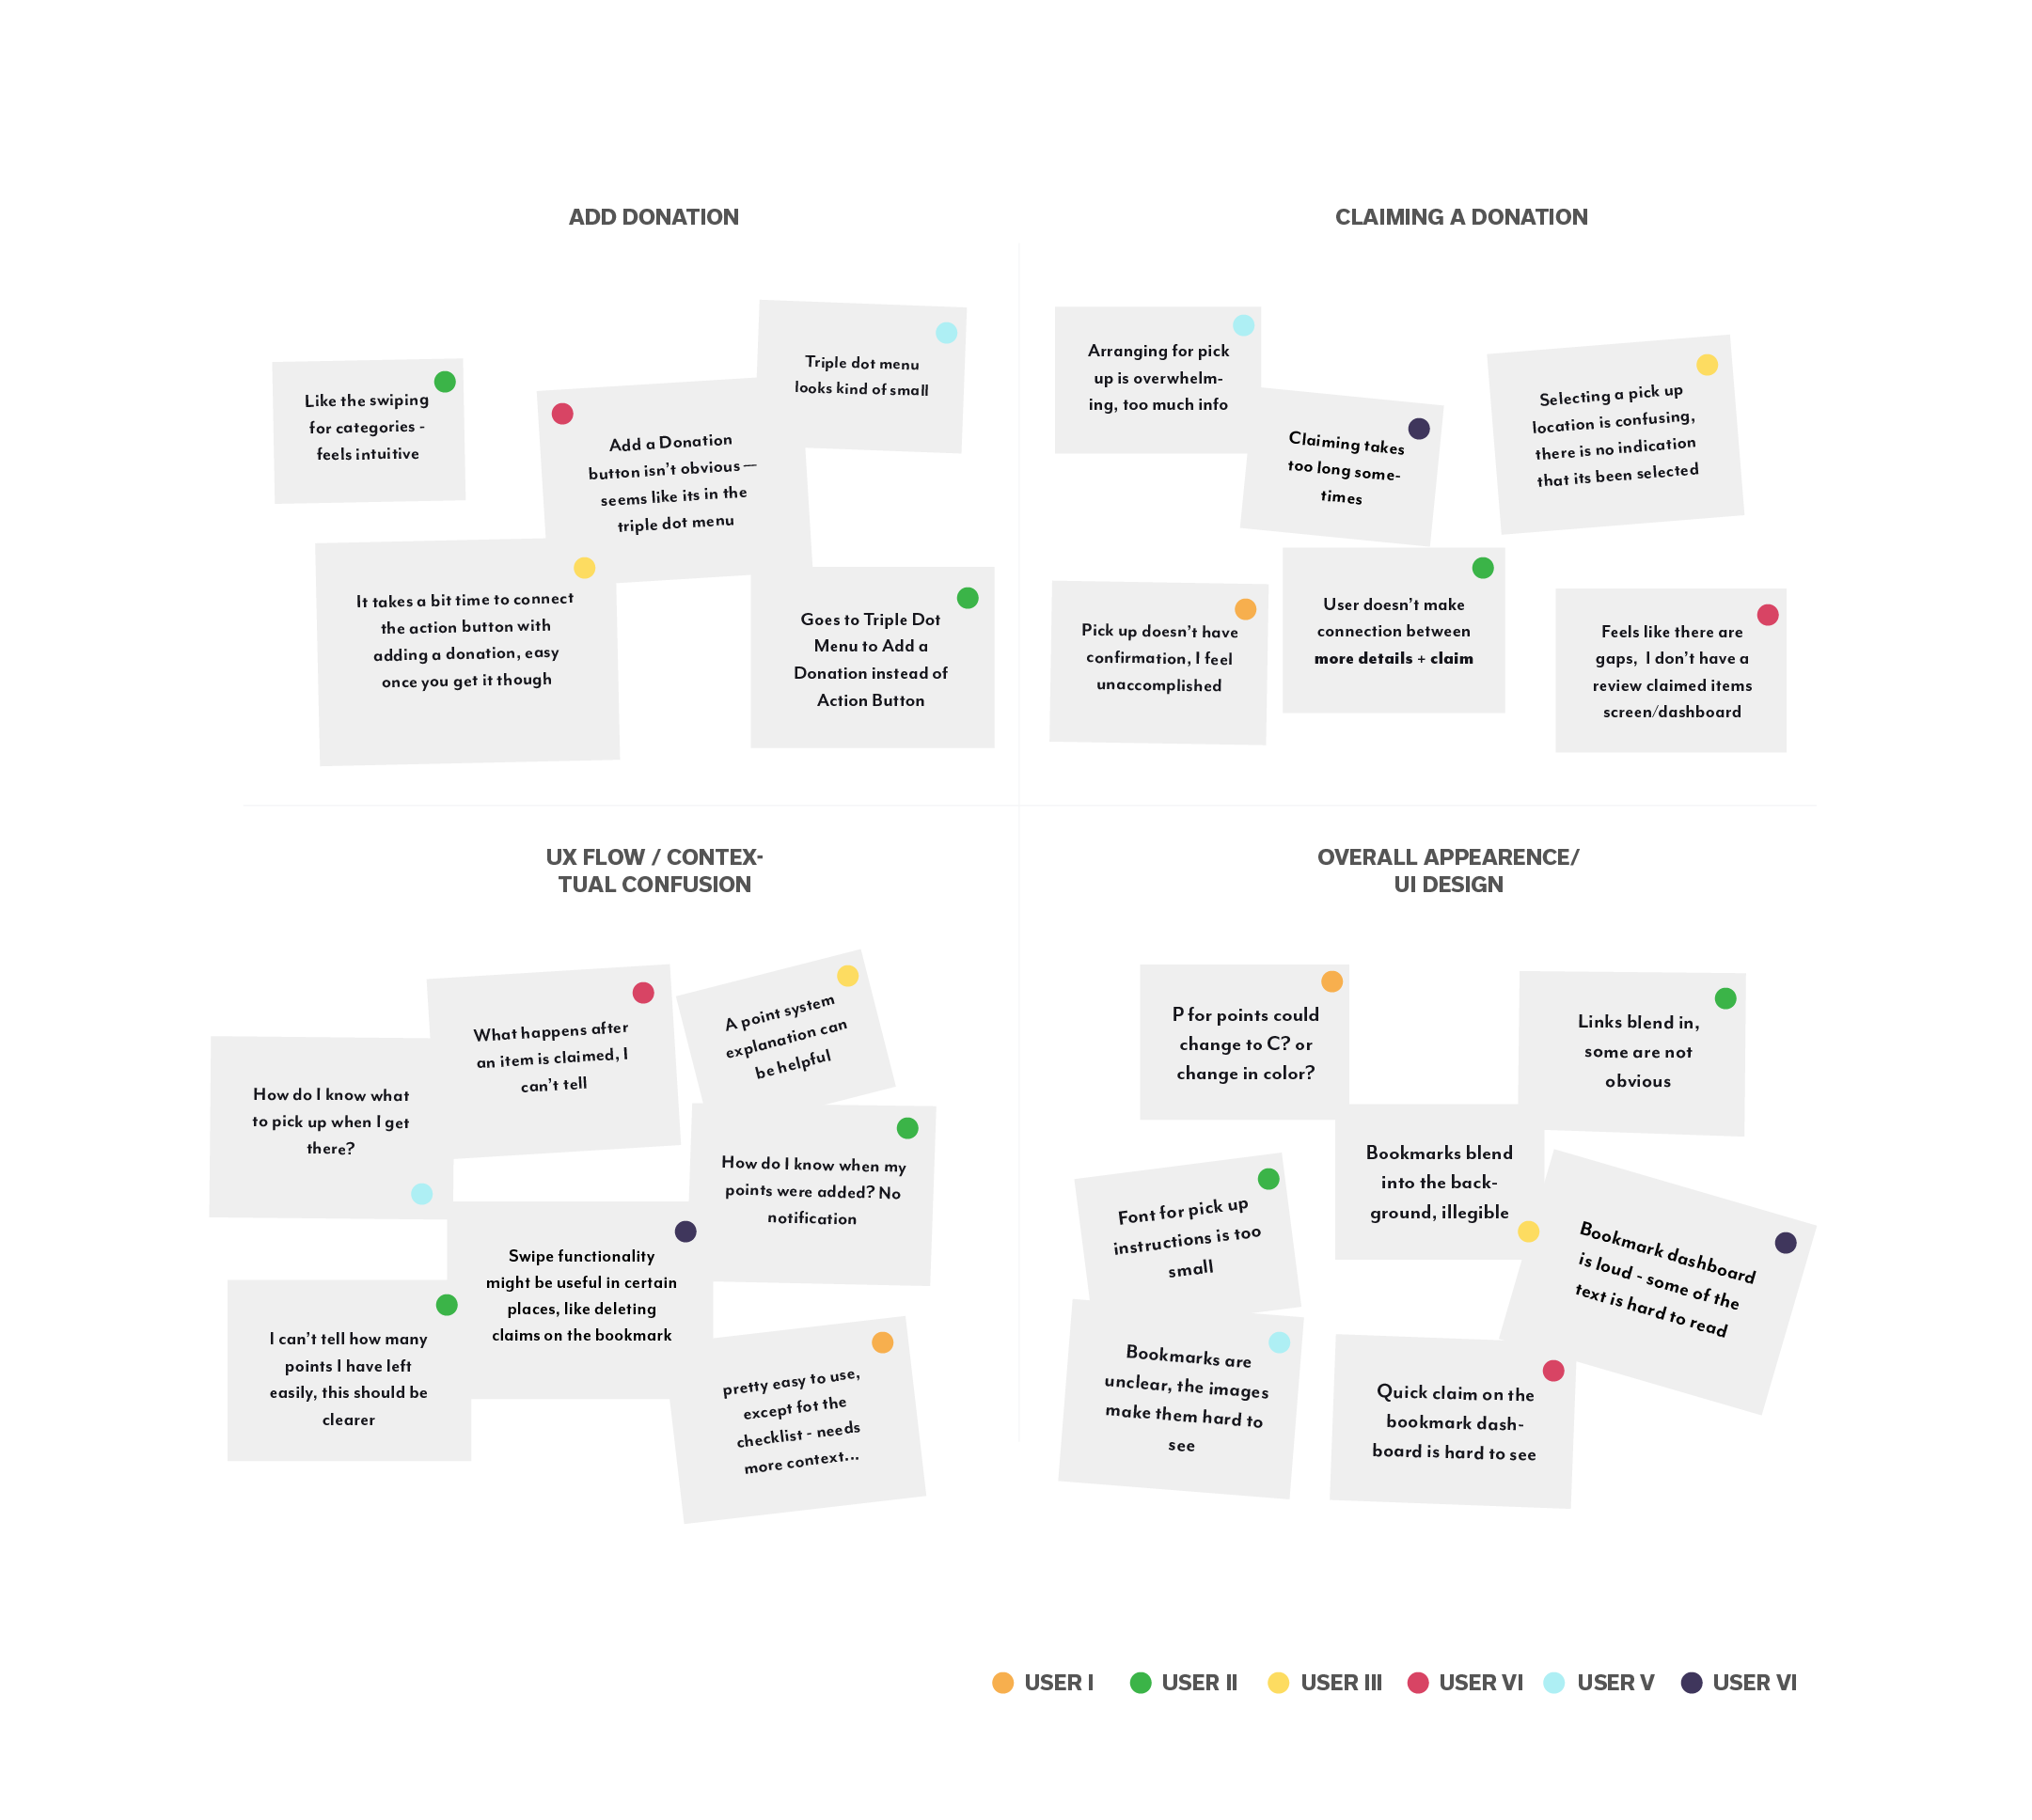 ADD DONATION
Like the swiping
for categories -
feels intuitive
Add a Donation
button isn't obvious —
seems like its in the
triple dot menu
Triple dot menu
looks kind of small
It takes a bit time to connect
the action button with
adding a donation, easy
once you get it though
Goes to Triple Dot
Menu to Add a
Donation instead of
Action Button
CLAIMING A DONATION
Arranging for pick
up is overwhelm-
ing, too much info
Claiming takes
too long some-
times
Selecting a pick up
location is confusing,
there is no indication
that its been selected
Pick up doesn't have
confirmation, I feel
unaccomplished
User doesn't make
connection between
more details + claim
Feels like there are
gaps, I don't have a
review claimed items
screen/dashboard
UX FLOW / CONTEX-
TUAL CONFUSION
What happens after
an item is claimed, I
can't tell
A point system
explanation can
be helpful
How do I know what
to pick up when I get
there?
How do I know when my
points were added? No
notification
Swipe functionality
might be useful in certain
places, like deleting
claims on the bookmark
I can't tell how many
points I have left
easily, this should be
clearer
pretty easy to use,
except fot the
checklist - needs
more context...
OVERALL APPEARENCE/
UI DESIGN
P for points could
change to C? or
change in color?
Links blend in,
some are not
obvious
Bookmarks blend
into the back-
ground, illegible
Font for pick up
instructions is too
small
Bookmark dashboard
is loud - some of the
text is hard to read
Bookmarks are
unclear, the images
make them hard to
see
Quick claim on the
bookmark dash-
board is hard to see
USER I
USER II
USER III
USER VI
USER V
USER VI